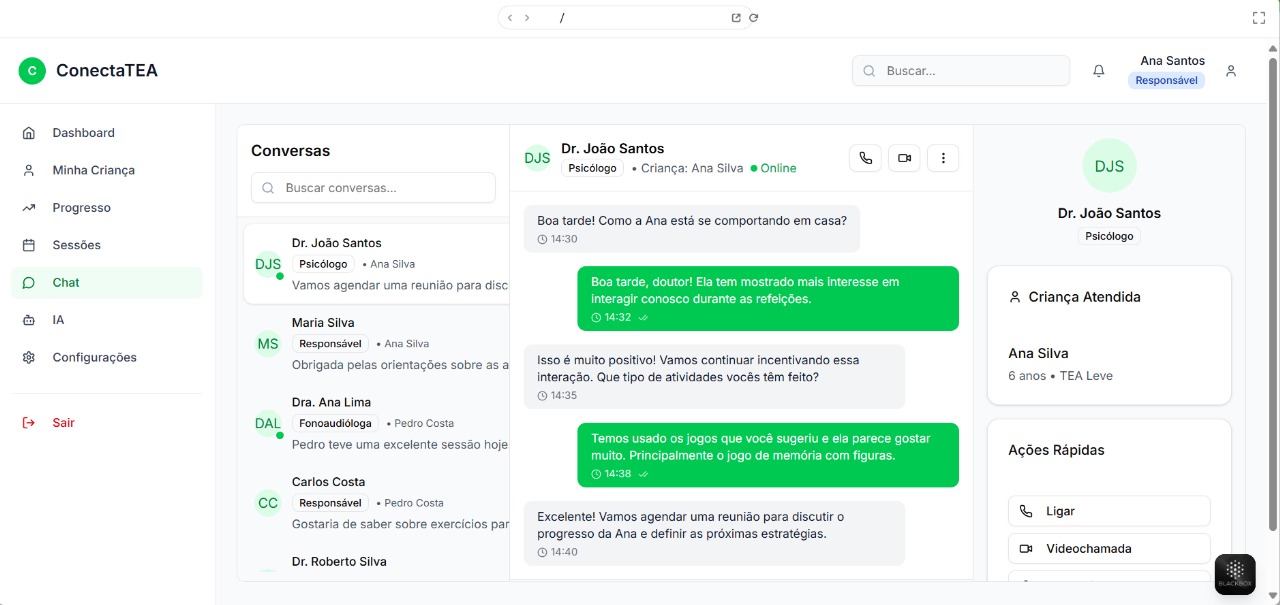 /
C
ConectaTEA
Buscar...
Ana Santos
Responsável
Dashboard
Minha Criança
Progresso
Sessões
Chat
IA
Configurações
Sair
Conversas
Buscar conversas...
DJS
Dr. João Santos
Psicólogo
• Ana Silva
Vamos agendar uma reunião para disc
MS
Maria Silva
Responsável
• Ana Silva
Obrigada pelas orientações sobre as a
DAL
Dra. Ana Lima
Fonoaudióloga
• Pedro Costa
Pedro teve uma excelente sessão hoje
CC
Carlos Costa
Responsável
• Pedro Costa
Gostaria de saber sobre exercícios par
Dr. Roberto Silva
DJS
Dr. João Santos
Psicólogo
• Criança: Ana Silva
Online
Boa tarde! Como a Ana está se comportando em casa?
14:30
Boa tarde, doutor! Ela tem mostrado mais interesse em
interagir conosco durante as refeições.
14:32
Isso é muito positivo! Vamos continuar incentivando essa
interação. Que tipo de atividades vocês têm feito?
14:35
Temos usado os jogos que você sugeriu e ela parece gostar
muito. Principalmente o jogo de memória com figuras.
14:38
Excelente! Vamos agendar uma reunião para discutir o
progresso da Ana e definir as próximas estratégias.
14:40
DJS
Dr. João Santos
Psicólogo
Criança Atendida
Ana Silva
6 anos • TEA Leve
Ações Rápidas
Ligar
Videochamada
BLACKBOX